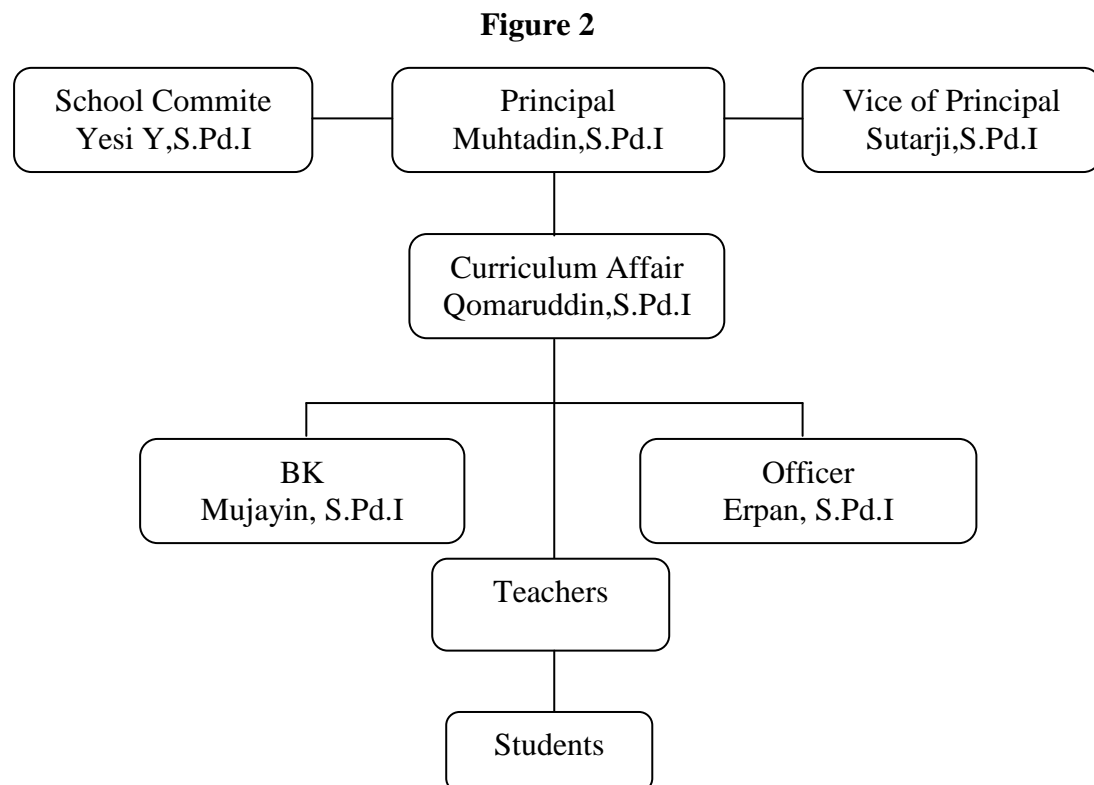 Figure 2
School Commite
Yesi Y,S.Pd.I
Principal
Muhtadin,S.Pd.I
Vice of Principal
Sutarji,S.Pd.I
Curriculum Affair
Qomaruddin,S.Pd.I
BK
Mujayin, S.Pd.I
Officer
Erpan, S.Pd.I
Teachers
Students